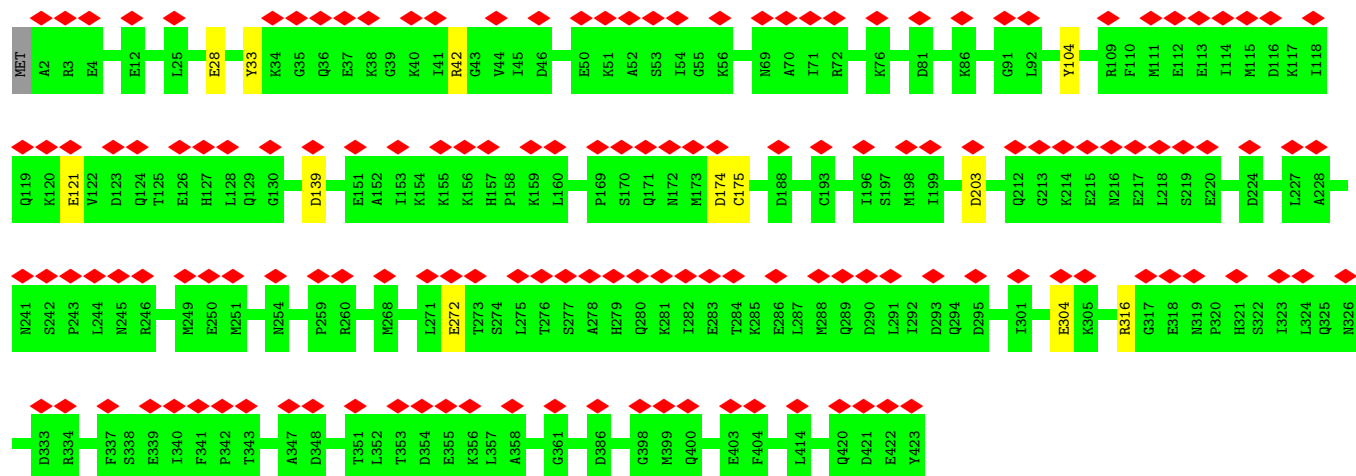 MET A2 R3 E4 E12 L25 E28 Y33 K34 G35 Q36 E37 K38 G39 K40 I41 R42 G43 V44 I45 D46 E50 K51 A52 S53 I54 G55 K56 N69 A70 I71 R72 K76 D81 K86 G91 L92 Y104 R109 F110 M111 E112 E113 I114 M115 D116 K117 I118
Q119 K120 E121 V122 D123 Q124 T125 E126 H127 L128 Q129 G130 D139 E151 A152 I153 K154 K155 K156 H157 P158 K159 L160 P169 S170 Q171 N172 M173 D174 C175 D188 C193 I196 S197 M198 I199 D203 Q212 G213 K214 E215 N216 E217 L218 S219 E220 D224 L227 A228
N241 S242 P243 L244 N245 R246 M249 E250 M251 N254 P259 R260 M268 L271 E272 T273 S274 L275 T276 S277 A278 H279 Q280 K281 I282 E283 T284 K285 E286 L287 M288 Q289 D290 L291 I292 D293 Q294 D295 I301 E304 K305 R316 G317 E318 N319 P320 H321 S322 I323 L324 Q325 N326
D333 R334 F337 S338 E339 I340 F341 P342 T343 A347 D348 T351 L352 T353 D354 E355 K356 L357 A358 G361 D386 G398 M399 Q400 E403 F404 L414 Q420 D421 E422 Y423